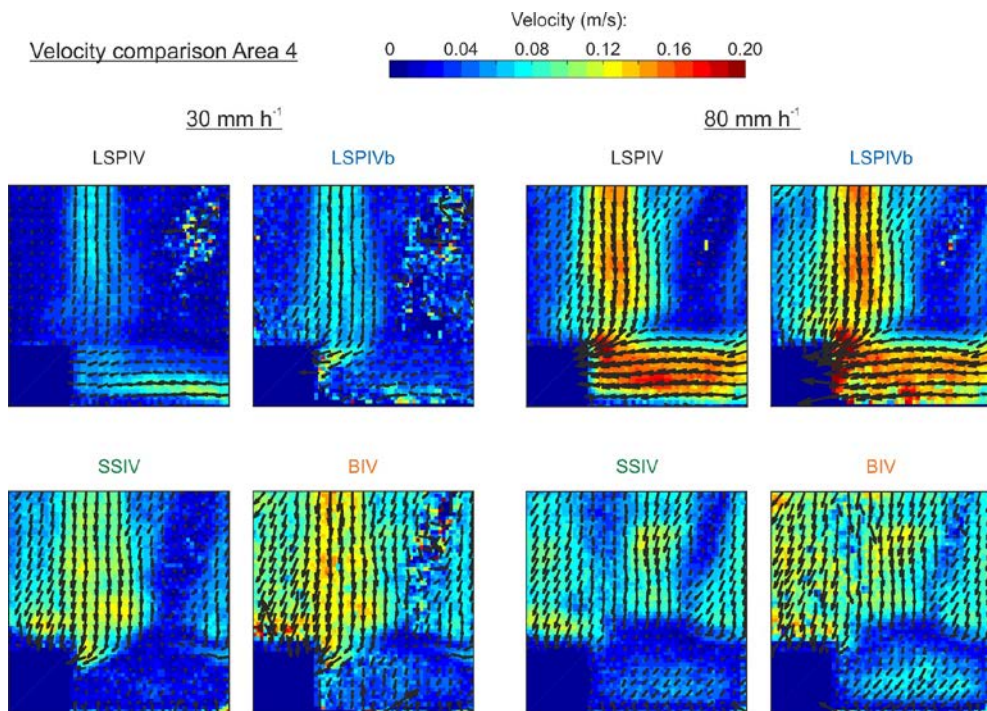 Velocity (m/s):
Velocity comparison Area 4
0 0.04 0.08 0.12 0.16 0.20
30 mm h⁻¹ 80 mm h⁻¹
LSPIV LSPIVb LSPIV LSPIVb
SSIV BIV SSIV BIV